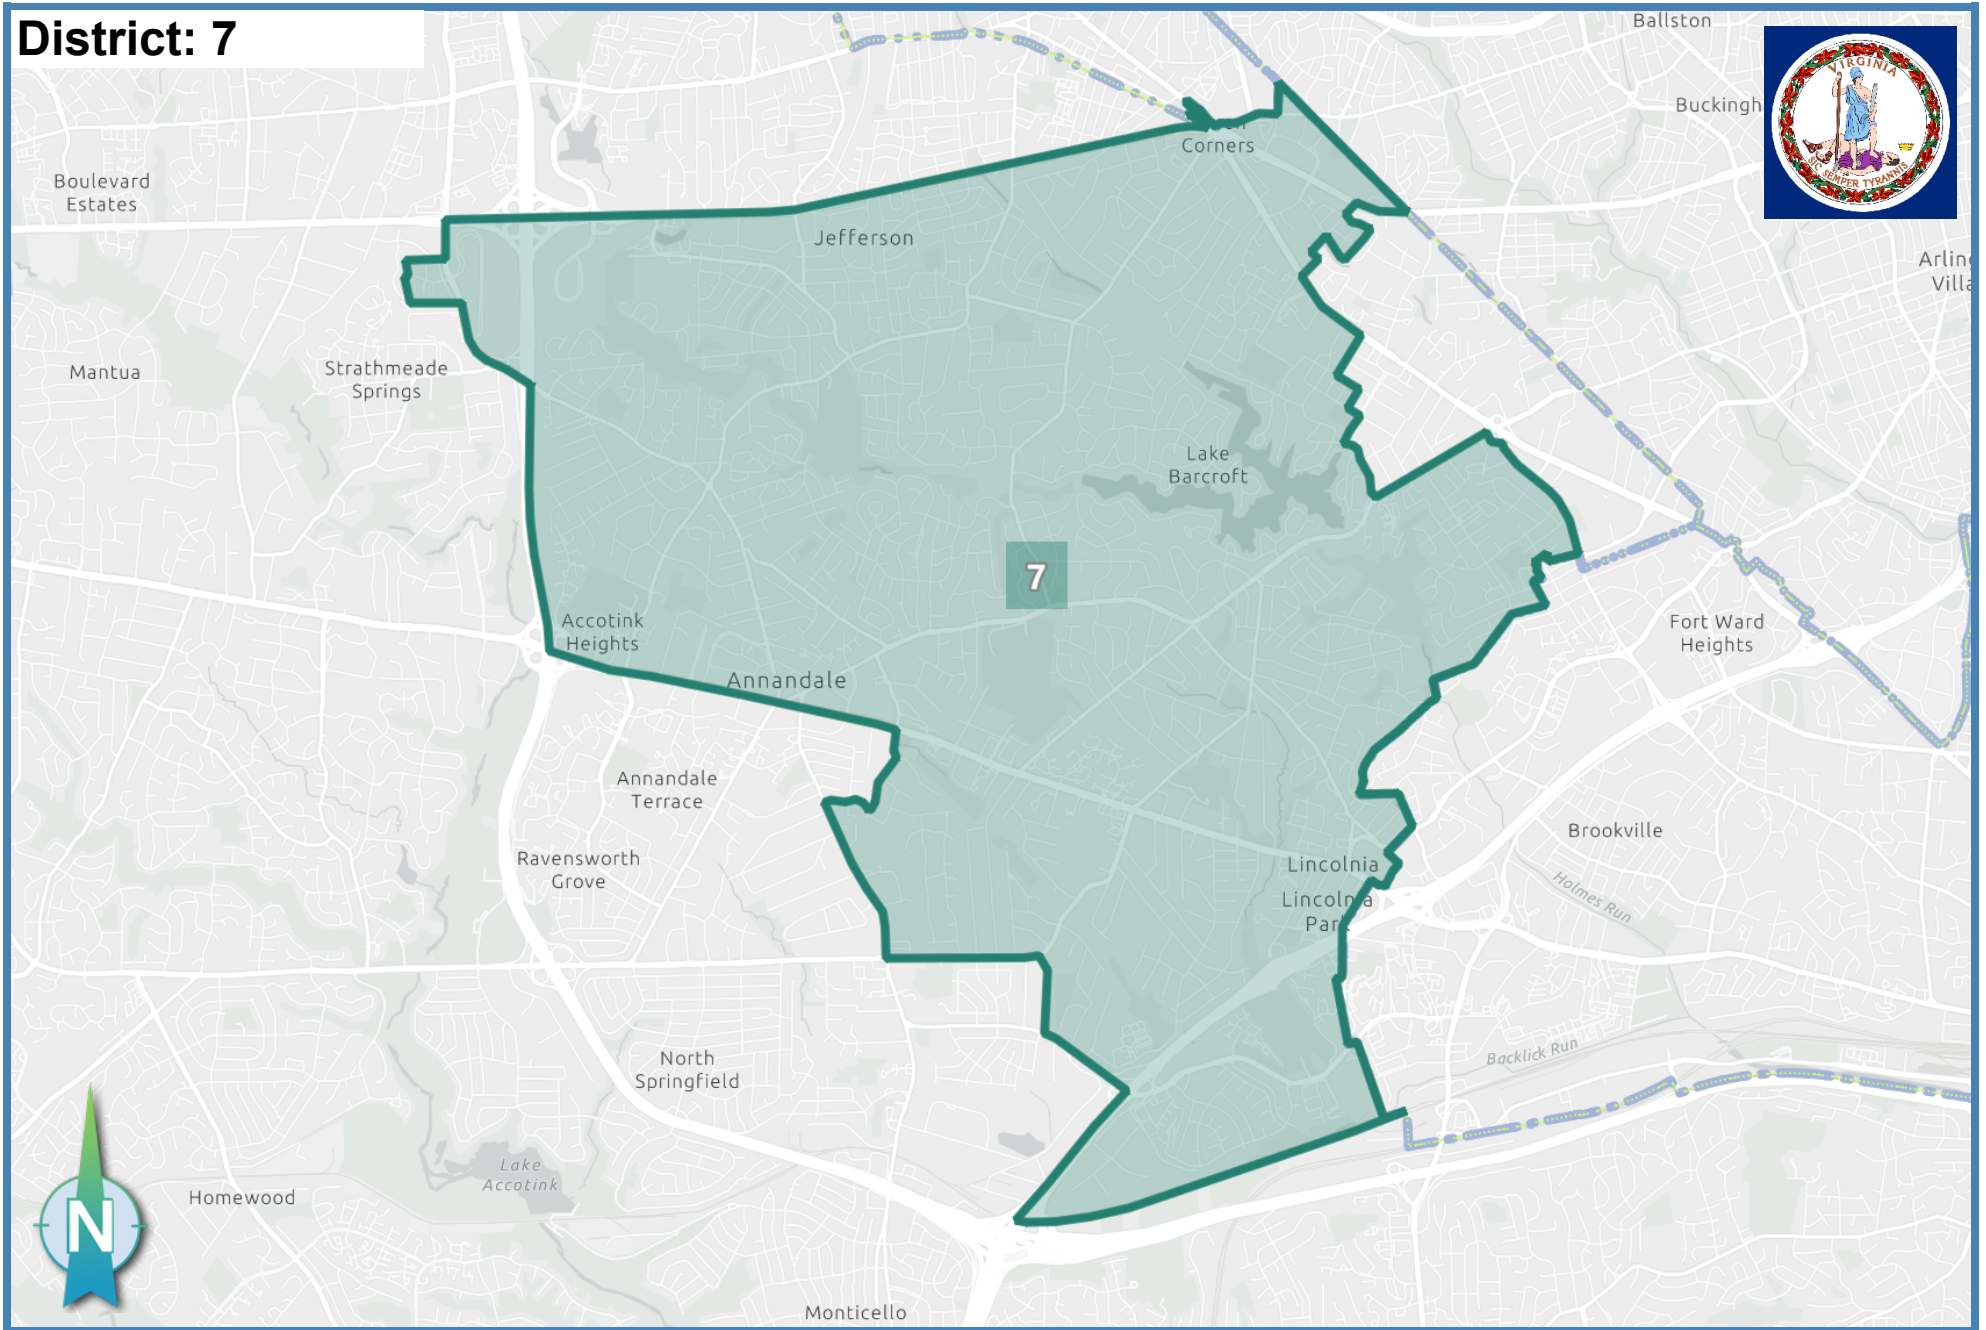 District: 7
Ballston
Buckingh
VIRGINIA
SIC SEMPER TYRANNIS
Corners
Boulevard
Estates
Jefferson
Arlin
Villa
Mantua
Strathmeade
Springs
Lake
Barcroft
7
Accotink
Heights
Fort Ward
Heights
Annandale
Annandale
Terrace
Brookville
Ravensworth
Grove
Lincolnia
Lincolnia
Park
Holmes Run
North
Springfield
Backlick Run
Lake
Accotink
Homewood
N
Monticello